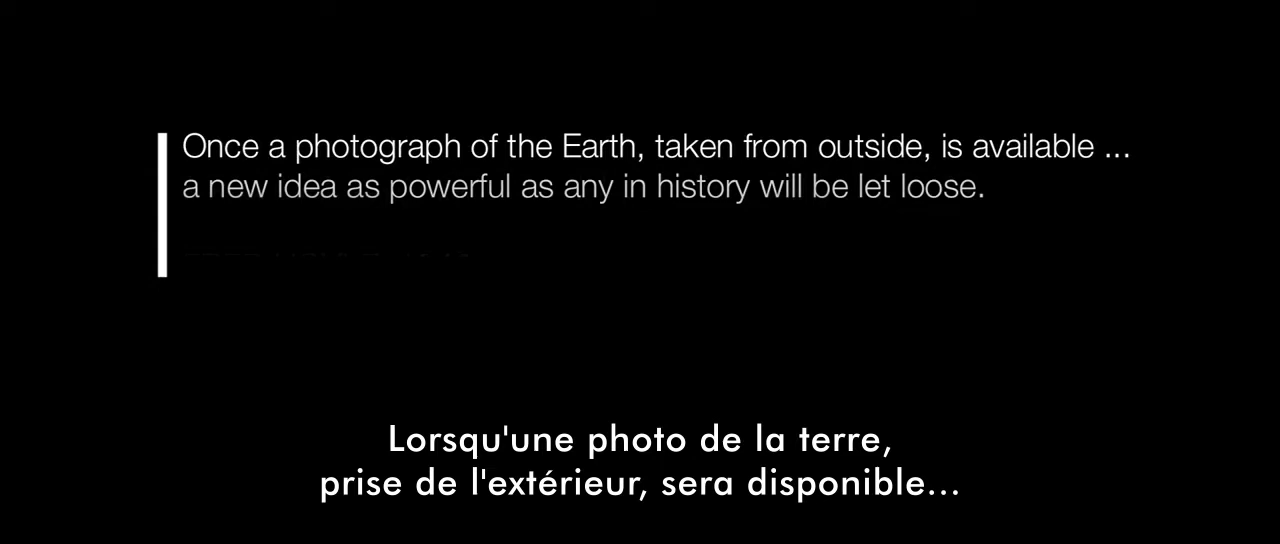 Once a photograph of the Earth, taken from outside, is available ...
a new idea as powerful as any in history will be let loose.
Lorsqu'une photo de la terre,
prise de l'extérieur, sera disponible...